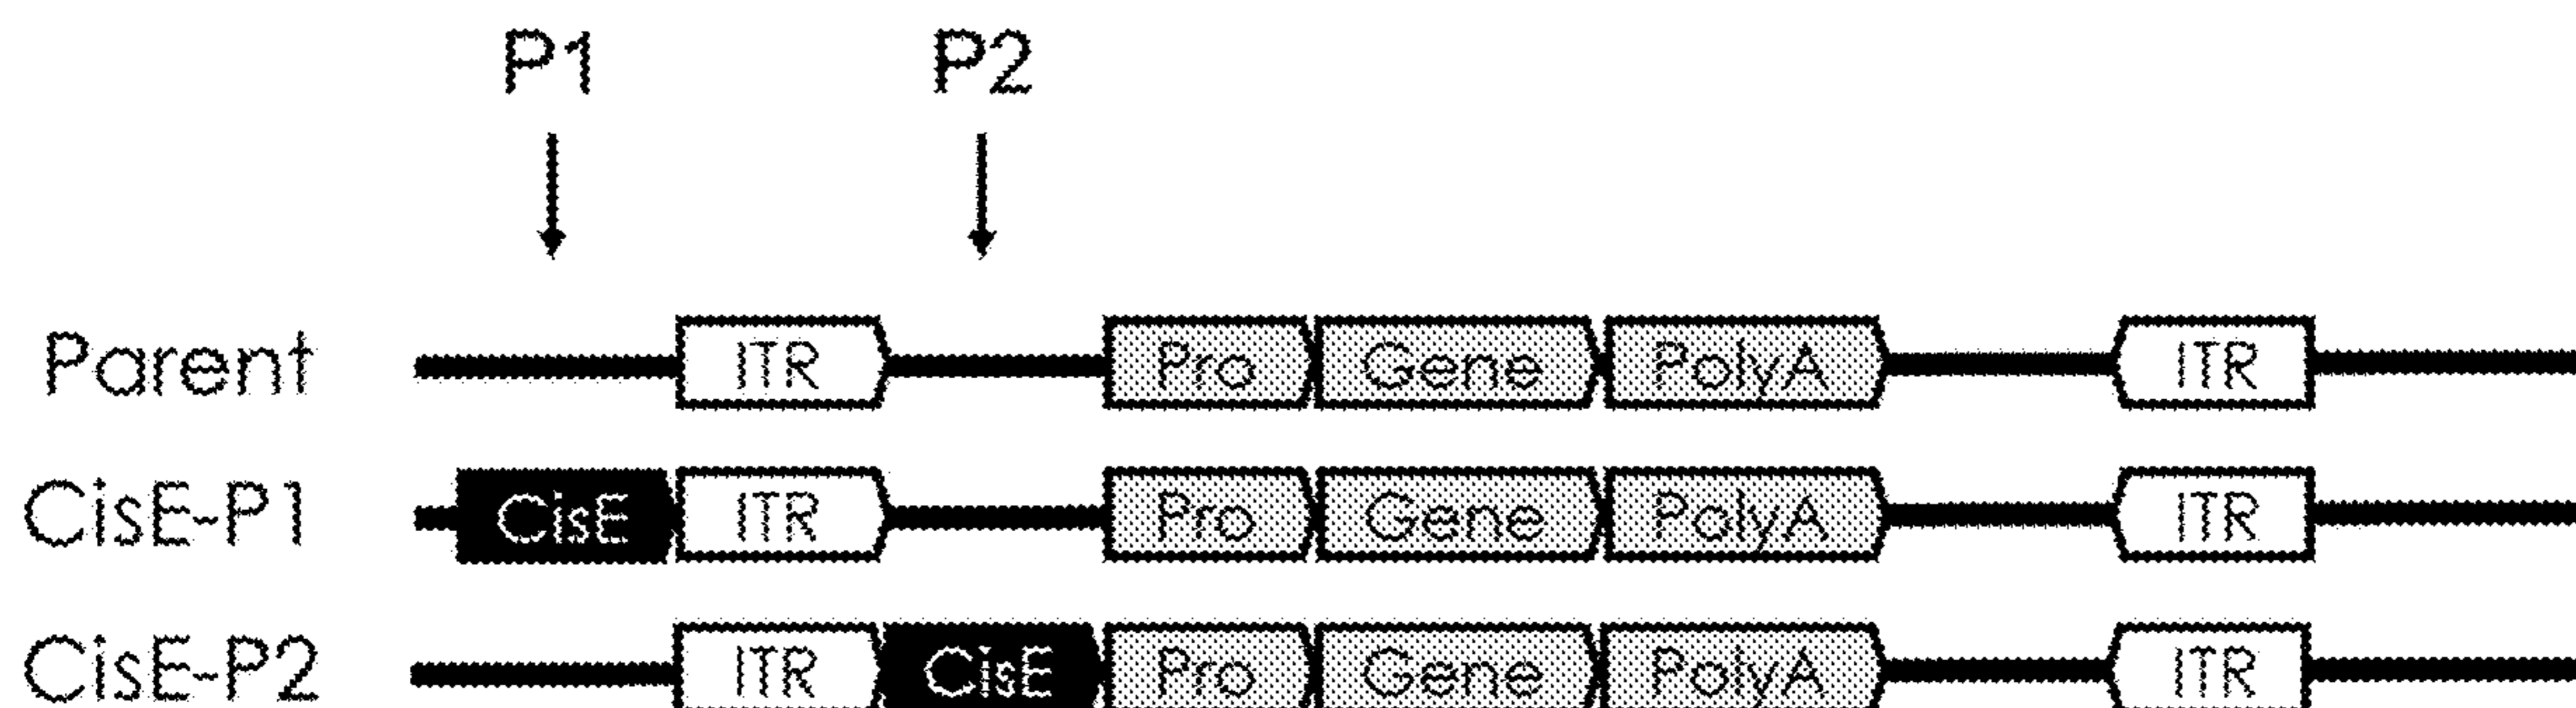 P1 P2
Parent ITR Pro Gene PolyA ITR
CisE-P1 CisE ITR Pro Gene PolyA ITR
CisE-P2 ITR CisE Pro Gene PolyA ITR